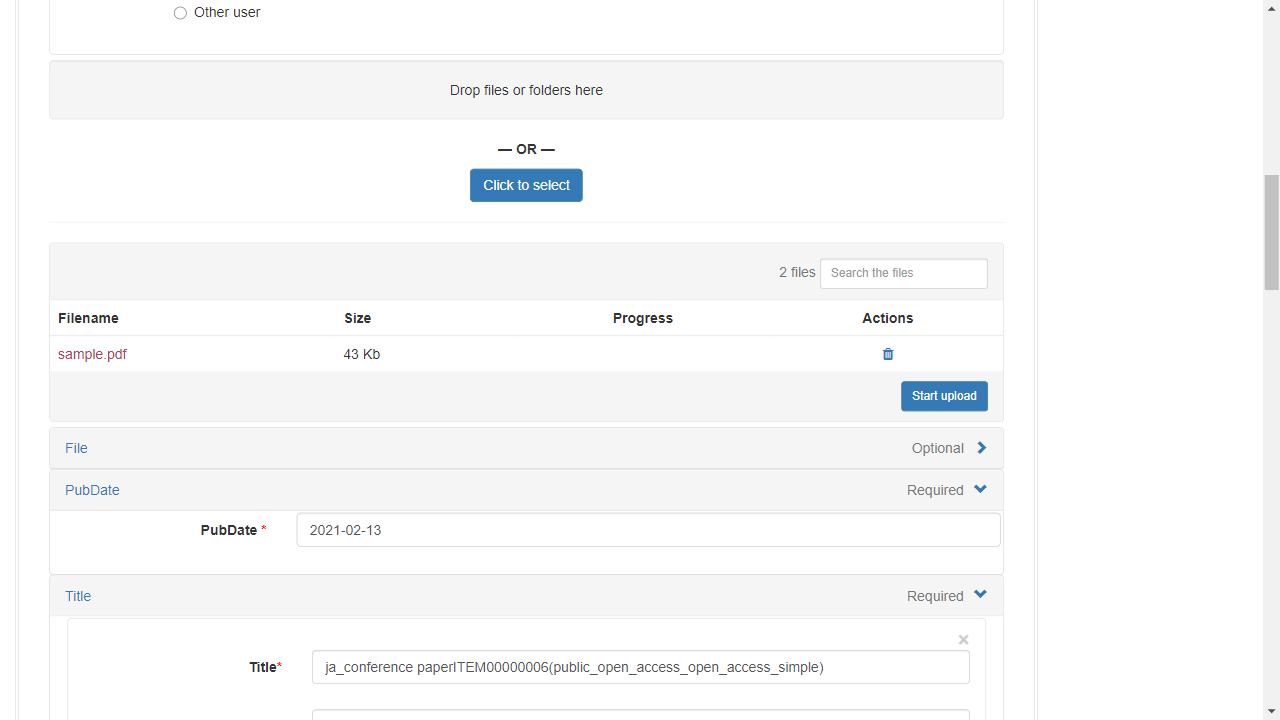 Other user
Drop files or folders here
— OR —
Click to select
2 files Search the files
Filename Size Progress Actions
sample.pdf 43 Kb
Start upload
File Optional
PubDate Required
PubDate * 2021-02-13
Title Required
×
Title* ja_conference paperITEM00000006(public_open_access_open_access_simple)